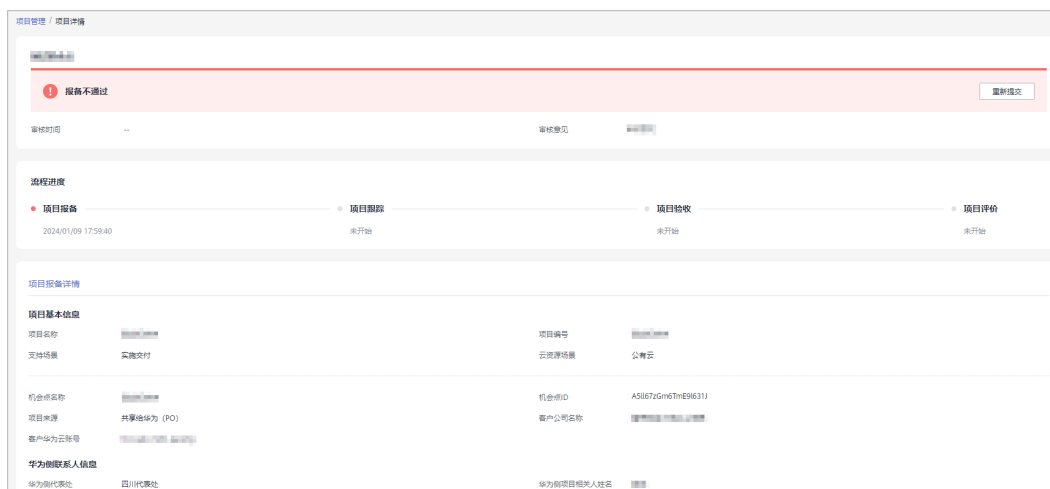 项目管理 / 项目详情
报备不通过 重新提交
审核时间 -- 审核意见
流程进度
项目报备 项目跟踪 项目验收 项目评价
2024/01/09 17:59:40 未开始 未开始 未开始
项目报备详情
项目基本信息
项目名称 项目编号
支持场景 实施交付 云资源场景 公有云
机会点名称 机会点ID A5Il67zGm6TmE9l631J
项目来源 共享给华为（PO） 客户公司名称
客户华为云账号
华为侧联系人信息
华为侧代表处 四川代表处 华为侧项目相关人姓名